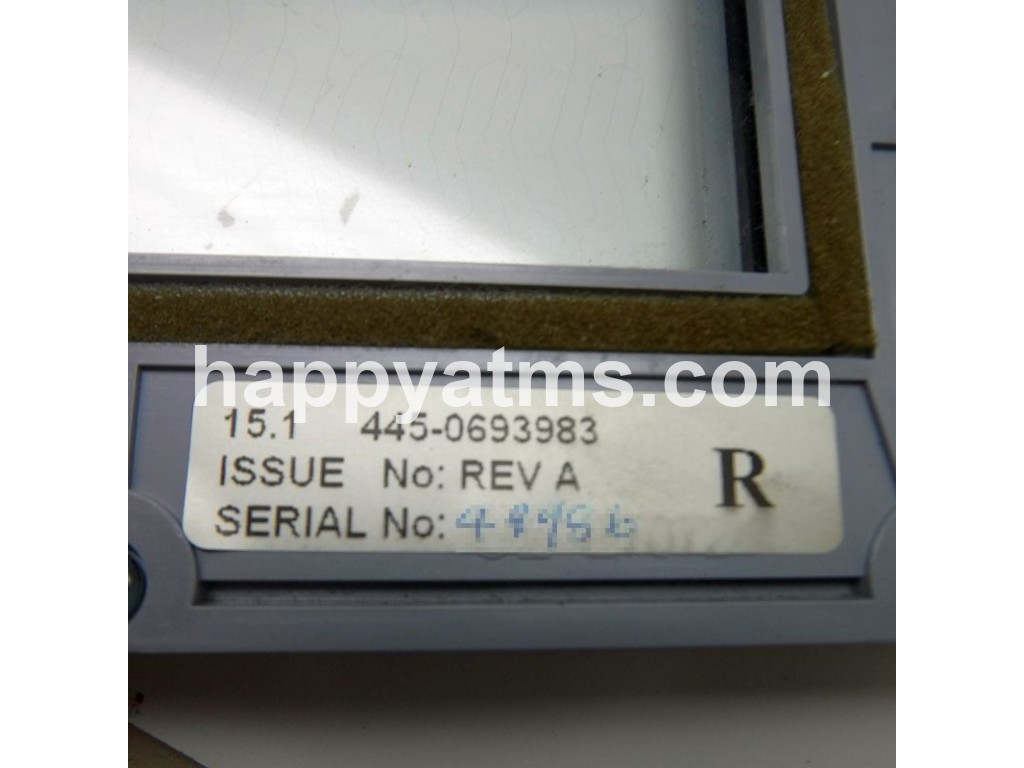 happyatms.com
15.1 445-0693983
ISSUE No: REV A
R
SERIAL No: